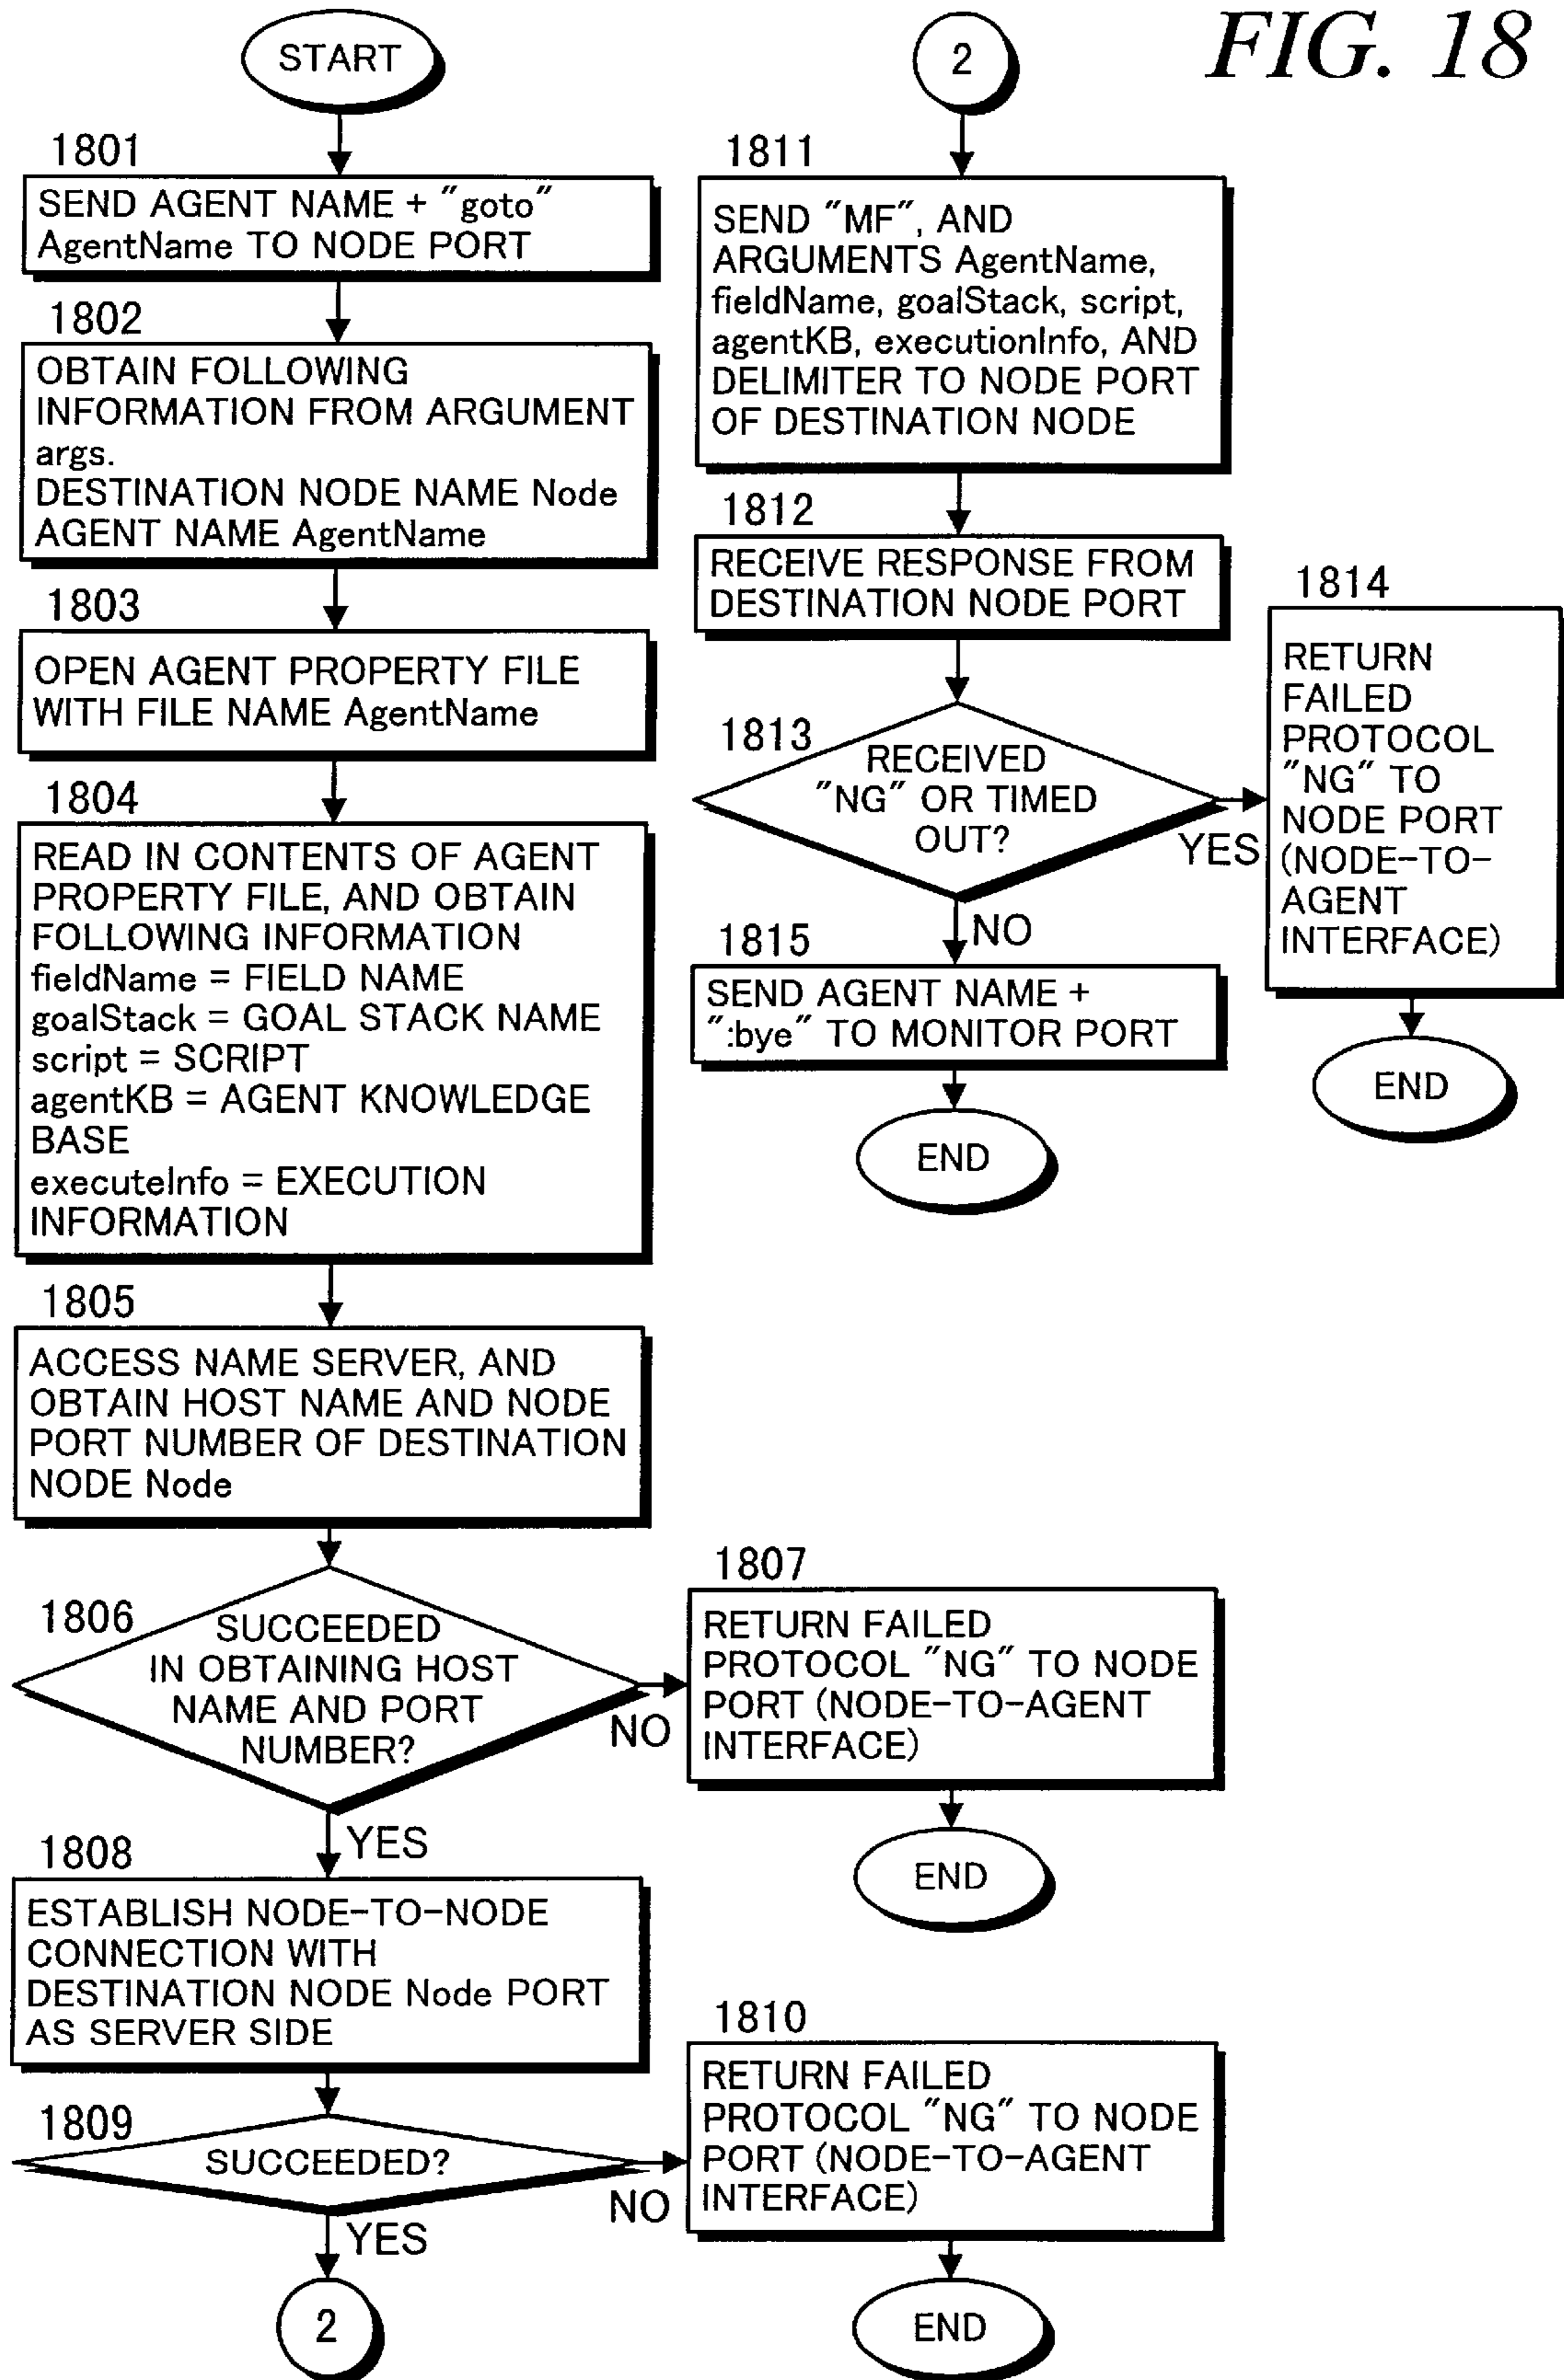 FIG. 18
START
1801
SEND AGENT NAME + "goto"
AgentName TO NODE PORT
1802
OBTAIN FOLLOWING
INFORMATION FROM ARGUMENT
args.
DESTINATION NODE NAME Node
AGENT NAME AgentName
1803
OPEN AGENT PROPERTY FILE
WITH FILE NAME AgentName
1804
READ IN CONTENTS OF AGENT
PROPERTY FILE, AND OBTAIN
FOLLOWING INFORMATION
fieldName = FIELD NAME
goalStack = GOAL STACK NAME
script = SCRIPT
agentKB = AGENT KNOWLEDGE
BASE
executeInfo = EXECUTION
INFORMATION
1805
ACCESS NAME SERVER, AND
OBTAIN HOST NAME AND NODE
PORT NUMBER OF DESTINATION
NODE Node
1806
SUCCEEDED
IN OBTAINING HOST
NAME AND PORT
NUMBER?
NO
1807
RETURN FAILED
PROTOCOL "NG" TO NODE
PORT (NODE-TO-AGENT
INTERFACE)
END
YES
1808
ESTABLISH NODE-TO-NODE
CONNECTION WITH
DESTINATION NODE Node PORT
AS SERVER SIDE
1809
SUCCEEDED?
NO
1810
RETURN FAILED
PROTOCOL "NG" TO NODE
PORT (NODE-TO-AGENT
INTERFACE)
END
YES
2
2
1811
SEND "MF", AND
ARGUMENTS AgentName,
fieldName, goalStack, script,
agentKB, executionInfo, AND
DELIMITER TO NODE PORT
OF DESTINATION NODE
1812
RECEIVE RESPONSE FROM
DESTINATION NODE PORT
1813
RECEIVED
"NG" OR TIMED
OUT?
YES
1814
RETURN
FAILED
PROTOCOL
"NG" TO
NODE PORT
(NODE-TO-
AGENT
INTERFACE)
END
NO
1815
SEND AGENT NAME +
":bye" TO MONITOR PORT
END